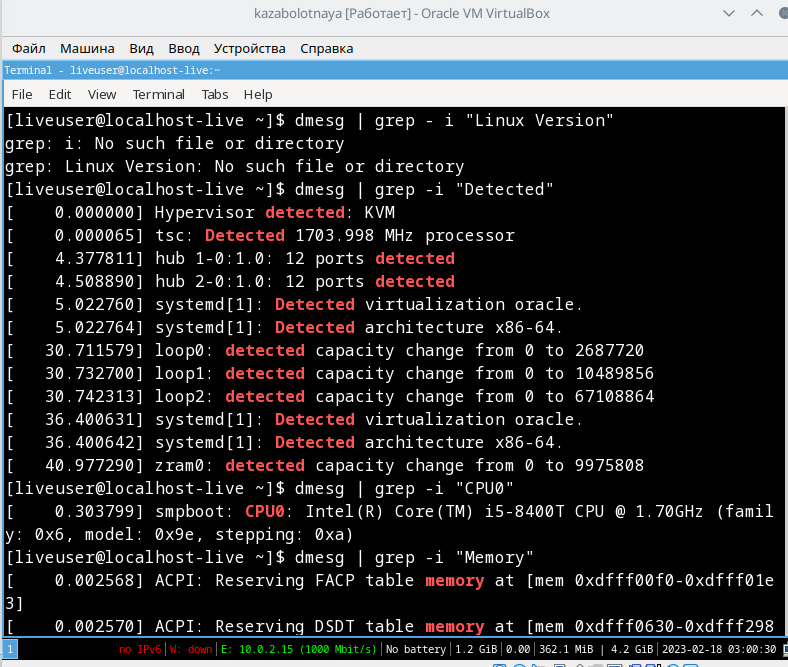 kazabolotnaya [Работает] - Oracle VM VirtualBox
Файл Машина Вид Ввод Устройства Справка
Terminal - liveuser@localhost-live:~
File Edit View Terminal Tabs Help
[liveuser@localhost-live ~]$ dmesg | grep - i "Linux Version"
grep: i: No such file or directory
grep: Linux Version: No such file or directory
[liveuser@localhost-live ~]$ dmesg | grep -i "Detected"
[    0.000000] Hypervisor detected: KVM
[    0.000065] tsc: Detected 1703.998 MHz processor
[    4.377811] hub 1-0:1.0: 12 ports detected
[    4.508890] hub 2-0:1.0: 12 ports detected
[    5.022760] systemd[1]: Detected virtualization oracle.
[    5.022764] systemd[1]: Detected architecture x86-64.
[   30.711579] loop0: detected capacity change from 0 to 2687720
[   30.732700] loop1: detected capacity change from 0 to 10489856
[   30.742313] loop2: detected capacity change from 0 to 67108864
[   36.400631] systemd[1]: Detected virtualization oracle.
[   36.400642] systemd[1]: Detected architecture x86-64.
[   40.977290] zram0: detected capacity change from 0 to 9975808
[liveuser@localhost-live ~]$ dmesg | grep -i "CPU0"
[    0.303799] smpboot: CPU0: Intel(R) Core(TM) i5-8400T CPU @ 1.70GHz (famil
y: 0x6, model: 0x9e, stepping: 0xa)
[liveuser@localhost-live ~]$ dmesg | grep -i "Memory"
[    0.002568] ACPI: Reserving FACP table memory at [mem 0xdfff00f0-0xdfff01e
3]
[    0.002570] ACPI: Reserving DSDT table memory at [mem 0xdfff0630-0xdfff298
1 no IPv6| W: down| E: 10.0.2.15 (1000 Mbit/s)| No battery| 1.2 GiB| 0.00| 362.1 MiB | 4.2 GiB| 2023-02-18 03:00:30